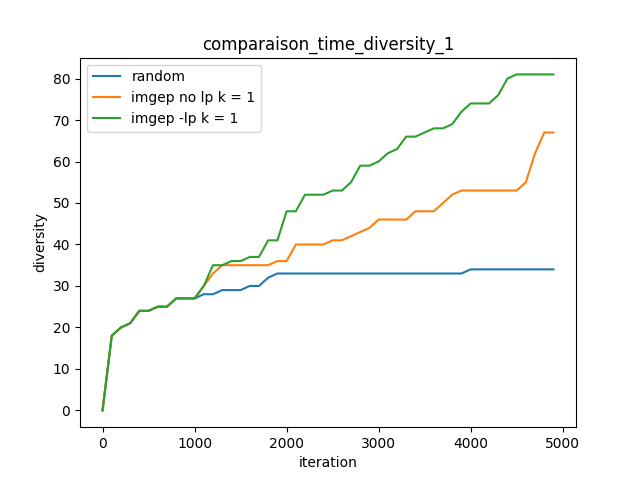 comparaison_time_diversity_1
random
imgep no lp k = 1
imgep -lp k = 1
80
70
60
50
40
30
20
10
0
diversity
0 1000 2000 3000 4000 5000
iteration